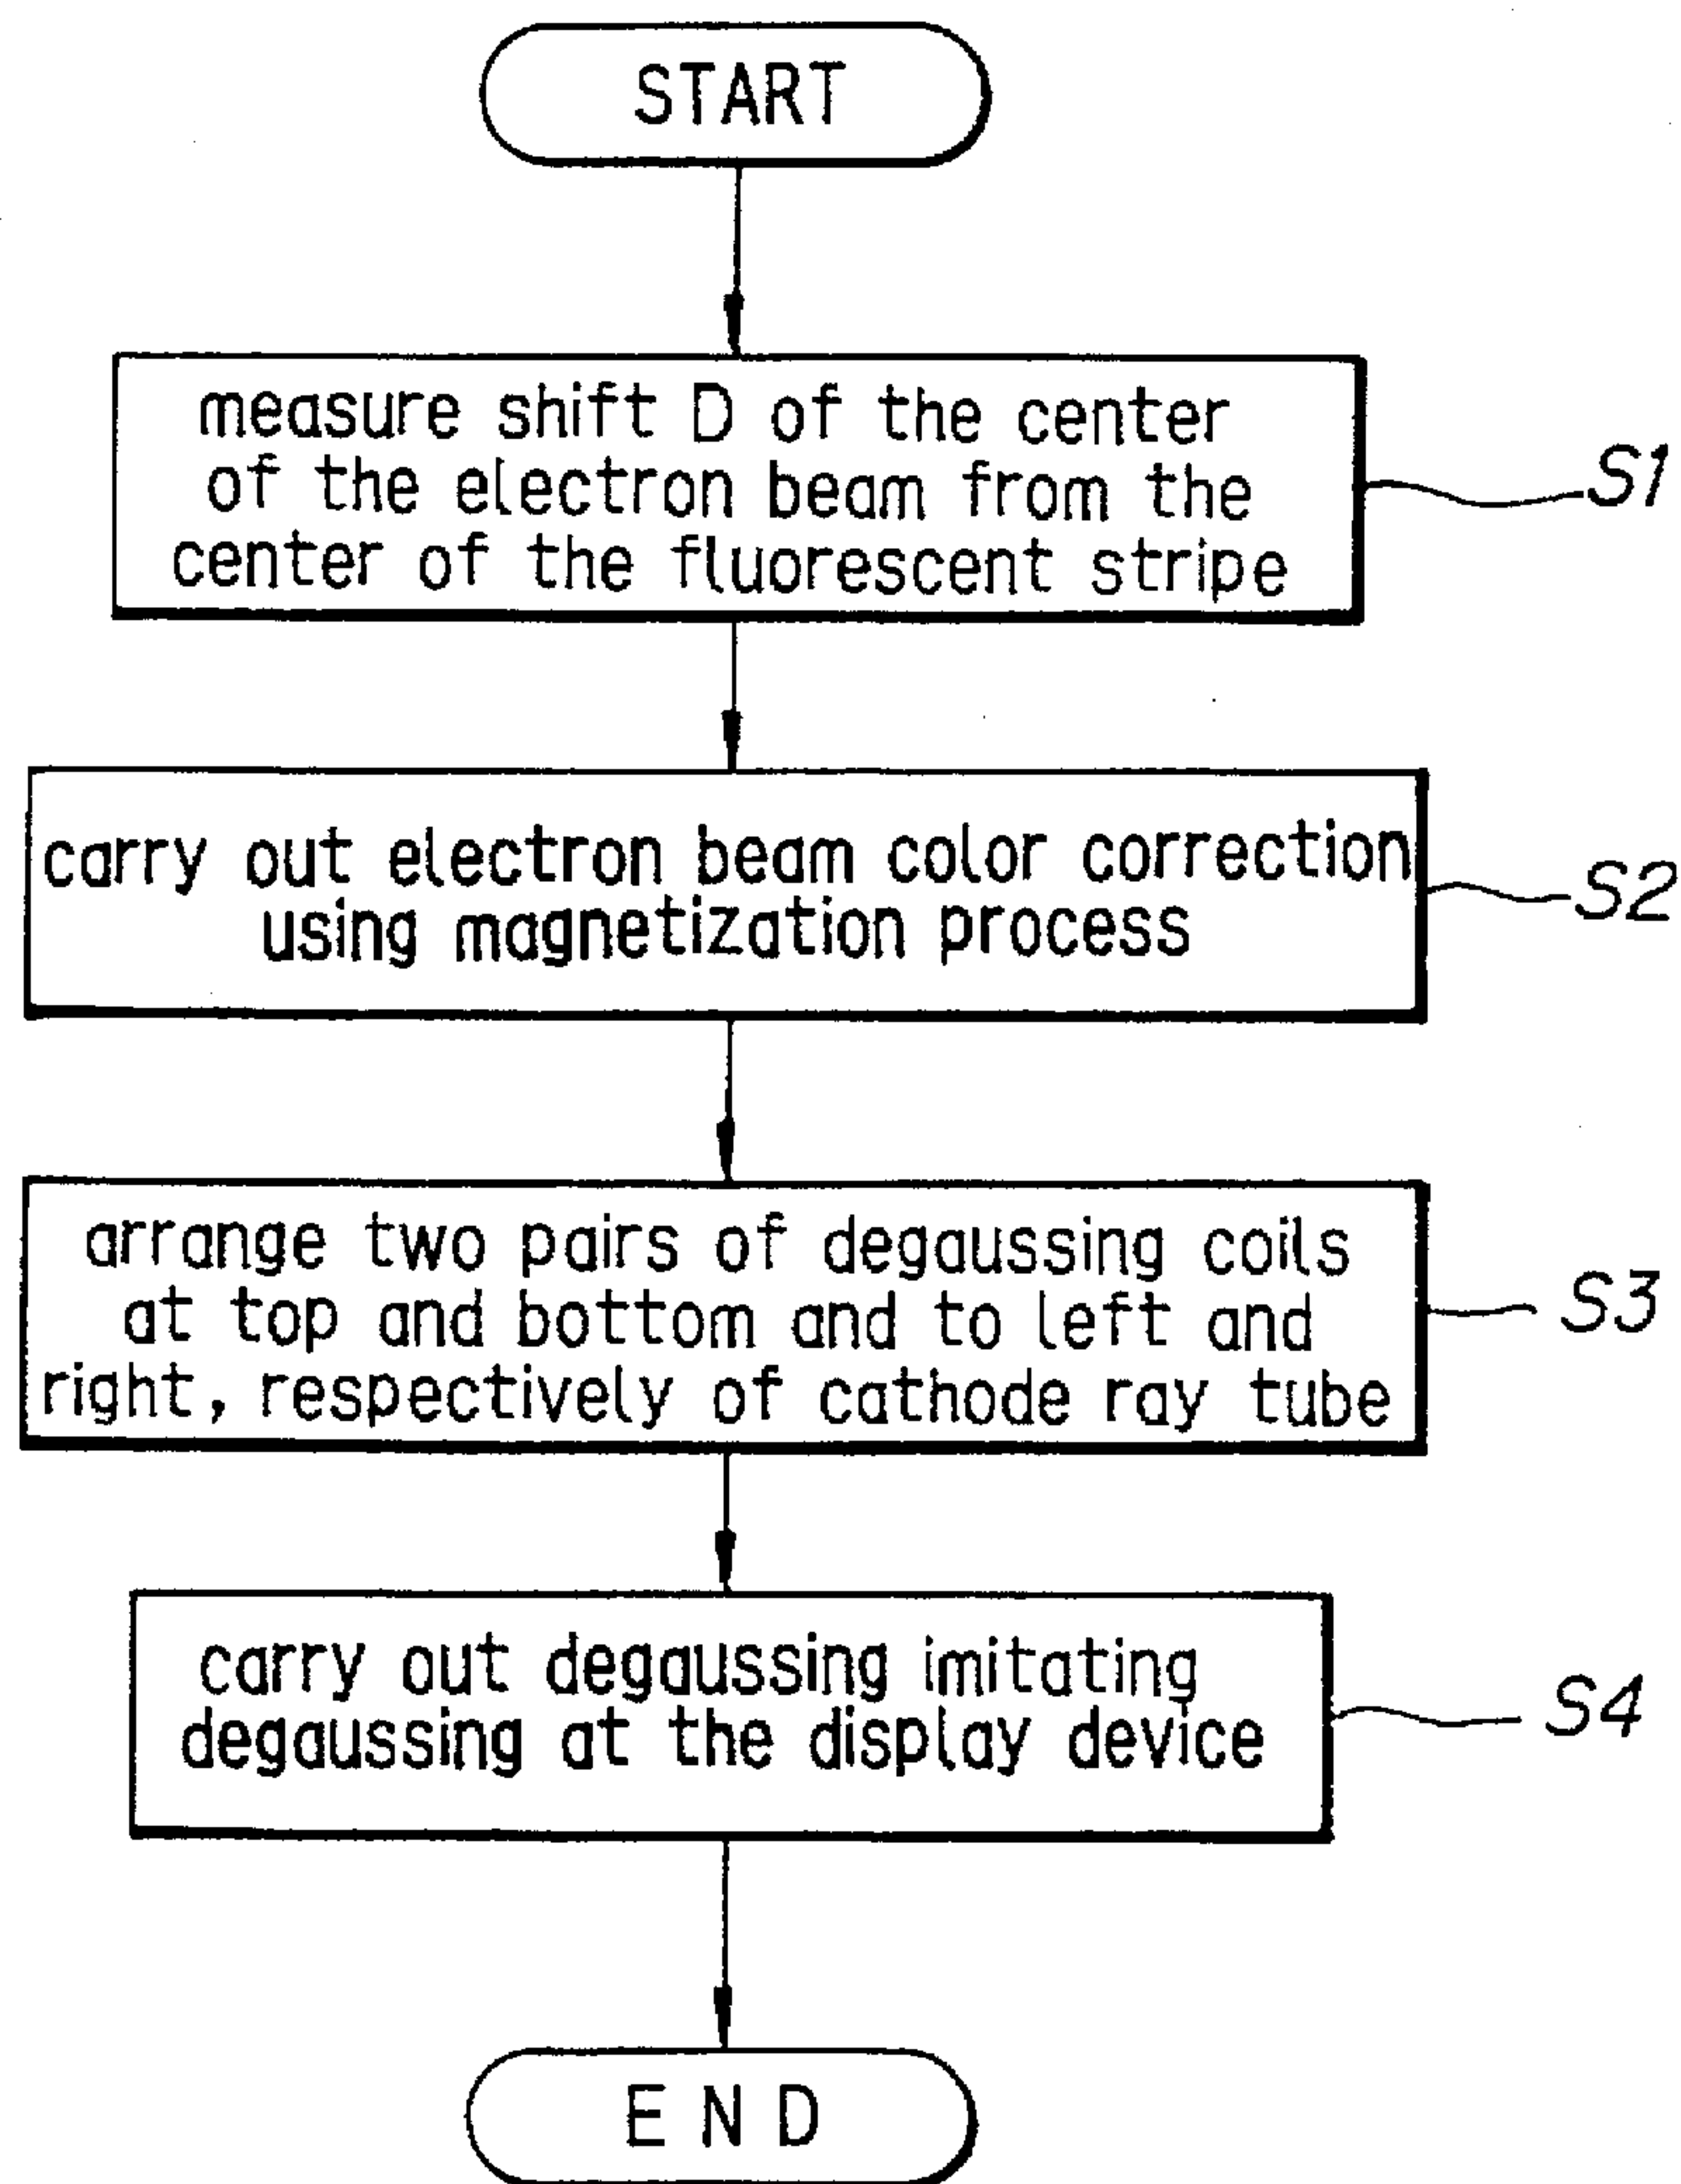 START
measure shift D of the center
of the electron beam from the
center of the fluorescent stripe
S1
carry out electron beam color correction
using magnetization process
S2
arrange two pairs of degaussing coils
at top and bottom and to left and
right, respectively of cathode ray tube
S3
carry out degaussing imitating
degaussing at the display device
S4
END